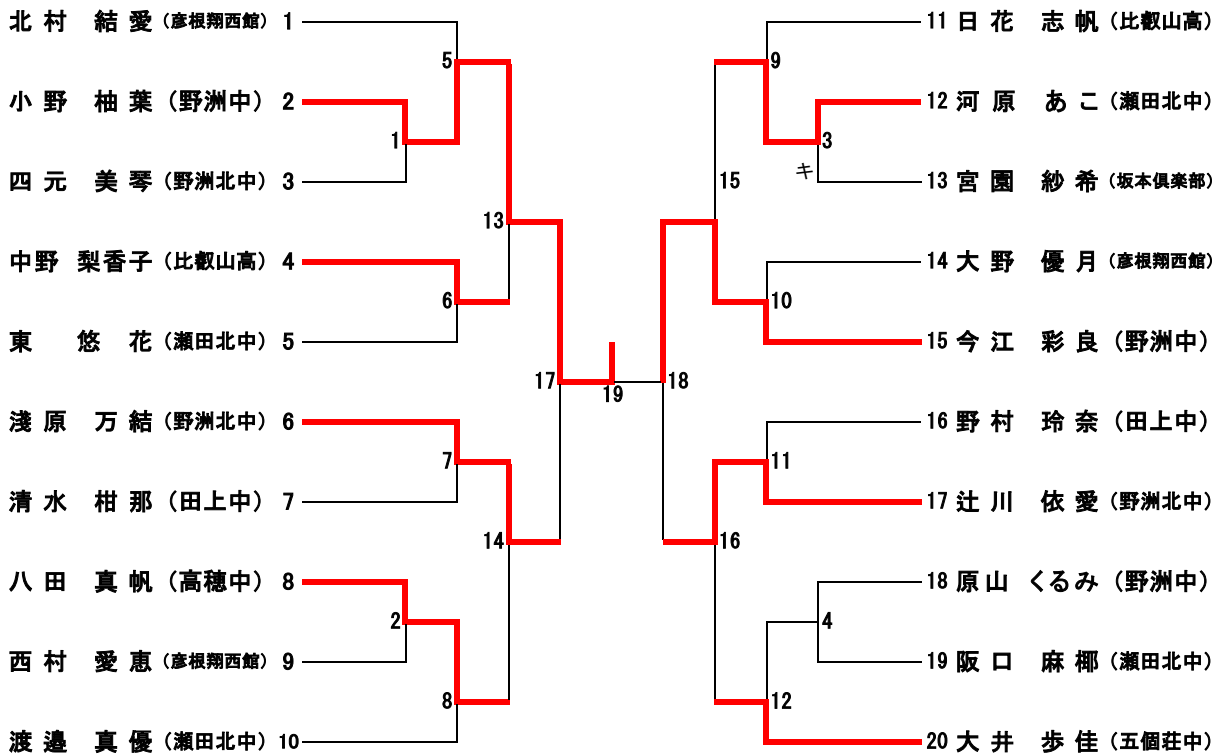 北村 結愛（彦根翔西館） 1
小野 柚葉（野洲中） 2
四元 美琴（野洲北中） 3
中野 梨香子（比叡山高） 4
東 悠花（瀬田北中） 5
淺原 万結（野洲北中） 6
清水 柑那（田上中） 7
八田 真帆（高穂中） 8
西村 愛恵（彦根翔西館） 9
渡邉 真優（瀬田北中） 10
5
1
13
6
17
7
14
2
8
19
9
3
キ
15
10
18
11
16
4
12
11 日花 志帆（比叡山高）
12 河原 あこ（瀬田北中）
13 宮園 紗希（坂本倶楽部）
14 大野 優月（彦根翔西館）
15 今江 彩良（野洲中）
16 野村 玲奈（田上中）
17 辻川 依愛（野洲北中）
18 原山 くるみ（野洲中）
19 阪口 麻椰（瀬田北中）
20 大井 歩佳（五個荘中）